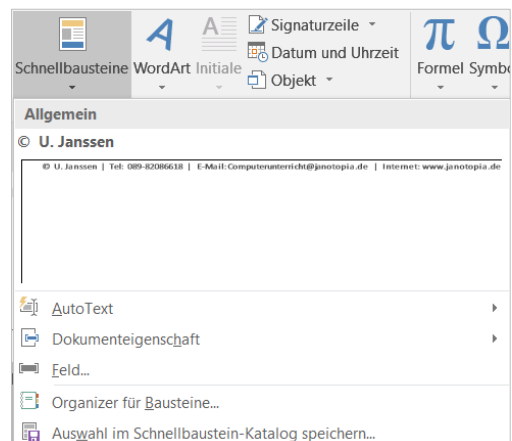 Signaturzeile
Datum und Uhrzeit
Objekt
Schnellbausteine WordArt Initiale
π Ω
Formel Symbo
Allgemein
© U. Janssen
© U. Janssen | Tel: 089-82086618 | E-Mail: Computerunterricht@janotopia.de | Internet: www.janotopia.de
AutoText
Dokumenteigenschaft
Feld...
Organizer für Bausteine...
Auswahl im Schnellbaustein-Katalog speichern...